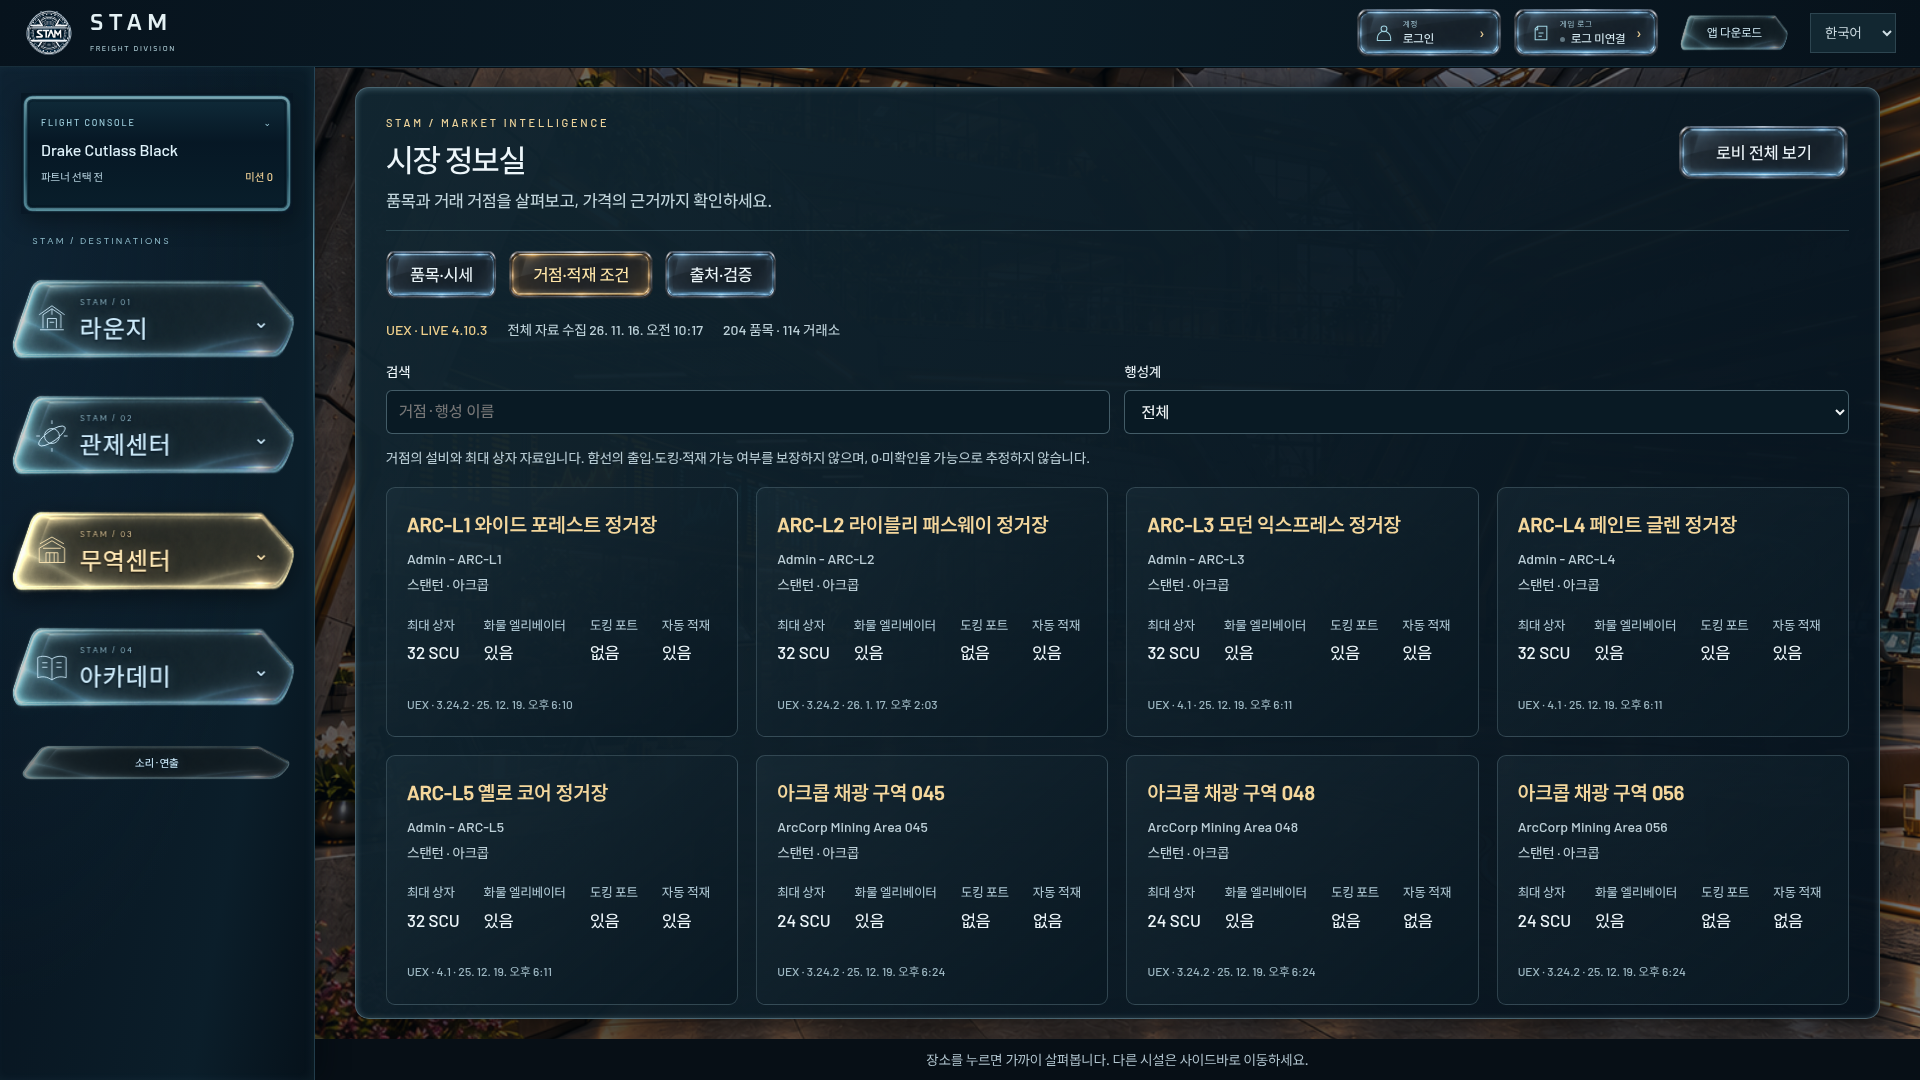 STAM
FREIGHT DIVISION
계정
로그인
게임 로그
로그 미연결
앱 다운로드
한국어
FLIGHT CONSOLE
Drake Cutlass Black
파트너 선택 전
미션 0
STAM / DESTINATIONS
STAM / 01
라운지
STAM / 02
관제센터
STAM / 03
무역센터
STAM / 04
아카데미
소리·연출
STAM / MARKET INTELLIGENCE
시장 정보실
품목과 거래 거점을 살펴보고, 가격의 근거까지 확인하세요.
로비 전체 보기
품목·시세
거점·적재 조건
출처·검증
UEX · LIVE 4.10.3 전체 자료 수집 26. 11. 16. 오전 10:17 204 품목 · 114 거래소
검색
거점·행성 이름
행성계
전체
거점의 설비와 최대 상자 자료입니다. 함선의 출입·도킹·적재 가능 여부를 보장하지 않으며, 0·미확인을 가능으로 추정하지 않습니다.
ARC-L1 와이드 포레스트 정거장
Admin - ARC-L1
스탠턴 · 아크콥
최대 상자 화물 엘리베이터 도킹 포트 자동 적재
32 SCU 있음 없음 있음
UEX · 3.24.2 · 25. 12. 19. 오후 6:10
ARC-L2 라이블리 패스웨이 정거장
Admin - ARC-L2
스탠턴 · 아크콥
최대 상자 화물 엘리베이터 도킹 포트 자동 적재
32 SCU 있음 없음 있음
UEX · 3.24.2 · 26. 1. 17. 오후 2:03
ARC-L3 모던 익스프레스 정거장
Admin - ARC-L3
스탠턴 · 아크콥
최대 상자 화물 엘리베이터 도킹 포트 자동 적재
32 SCU 있음 있음 있음
UEX · 4.1 · 25. 12. 19. 오후 6:11
ARC-L4 페인트 글렌 정거장
Admin - ARC-L4
스탠턴 · 아크콥
최대 상자 화물 엘리베이터 도킹 포트 자동 적재
32 SCU 있음 있음 있음
UEX · 4.1 · 25. 12. 19. 오후 6:11
ARC-L5 옐로 코어 정거장
Admin - ARC-L5
스탠턴 · 아크콥
최대 상자 화물 엘리베이터 도킹 포트 자동 적재
32 SCU 있음 있음 있음
UEX · 4.1 · 25. 12. 19. 오후 6:11
아크콥 채광 구역 045
ArcCorp Mining Area 045
스탠턴 · 아크콥
최대 상자 화물 엘리베이터 도킹 포트 자동 적재
24 SCU 있음 없음 없음
UEX · 3.24.2 · 25. 12. 19. 오후 6:24
아크콥 채광 구역 048
ArcCorp Mining Area 048
스탠턴 · 아크콥
최대 상자 화물 엘리베이터 도킹 포트 자동 적재
24 SCU 있음 없음 없음
UEX · 3.24.2 · 25. 12. 19. 오후 6:24
아크콥 채광 구역 056
ArcCorp Mining Area 056
스탠턴 · 아크콥
최대 상자 화물 엘리베이터 도킹 포트 자동 적재
24 SCU 있음 없음 없음
UEX · 3.24.2 · 25. 12. 19. 오후 6:24
장소를 누르면 가까이 살펴봅니다. 다른 시설은 사이드바로 이동하세요.